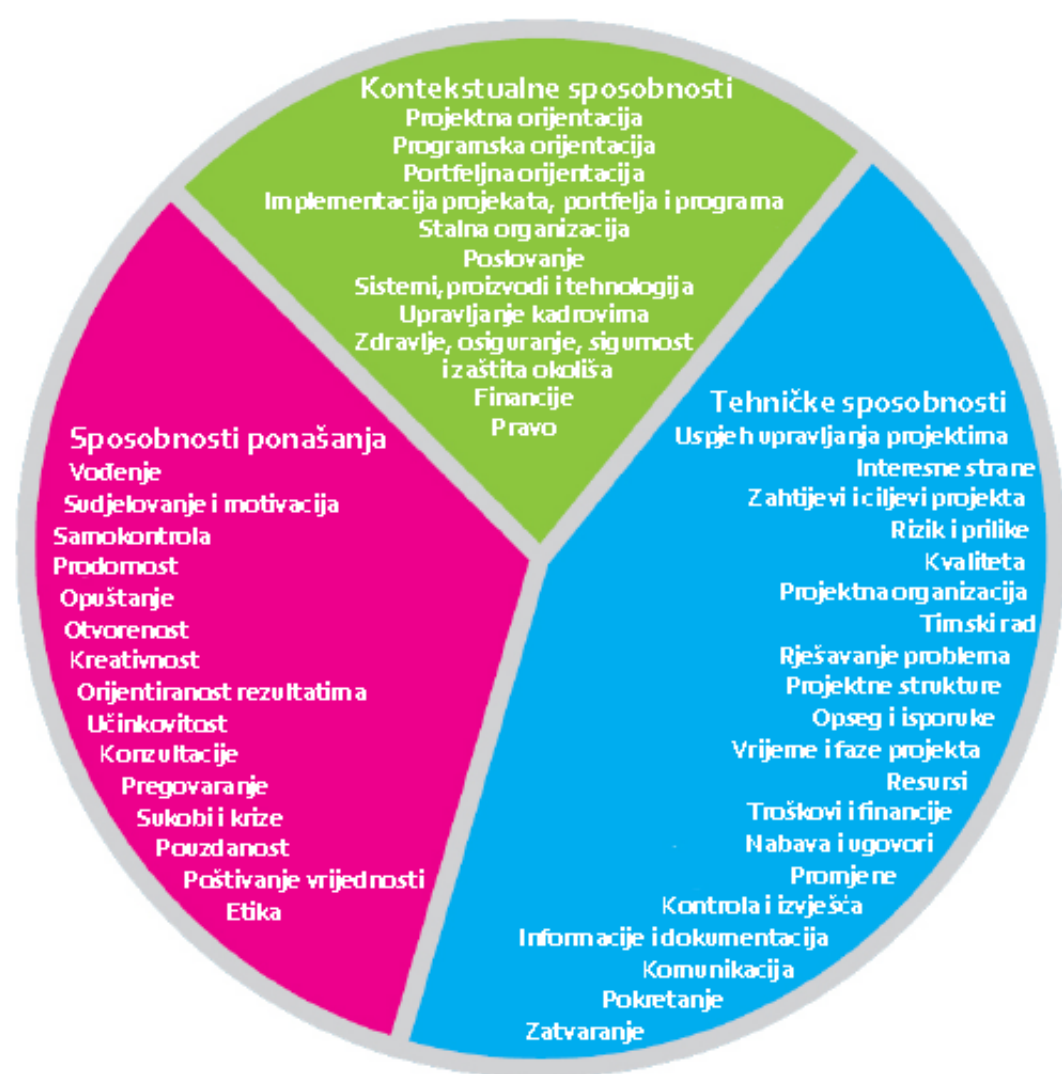 Kontekstualne sposobnosti
Projektna orijentacija
Programska orijentacija
Portfeljna orijentacija
Implementacija projekata, portfelja i programa
Stalna organizacija
Poslovanje
Sistemi, proizvodi i tehnologija
Upravljanje kadrovima
Zdravlje, osiguranje, sigurnost
i zaštita okoliša
Financije
Pravo
Sposobnosti ponašanja
Vođenje
Sudjelovanje i motivacija
Samokontrola
Prodornost
Opuštanje
Otvorenost
Kreativnost
Orijentiranost rezultatima
Učinkovitost
Konzultacije
Pregovaranje
Sukobi i krize
Pouzdanost
Poštivanje vrijednosti
Etika
Tehničke sposobnosti
Uspjeh upravljanja projektima
Interesne strane
Zahtijevi i ciljevi projekta
Rizik i prilike
Kvaliteta
Projektna organizacija
Timski rad
Rješavanje problema
Projektne strukture
Opseg i isporuke
Vrijeme i faze projekta
Resursi
Troškovi i financije
Nabava i ugovori
Promjene
Kontrola i izvješća
Informacije i dokumentacija
Komunikacija
Pokretanje
Zatvaranje